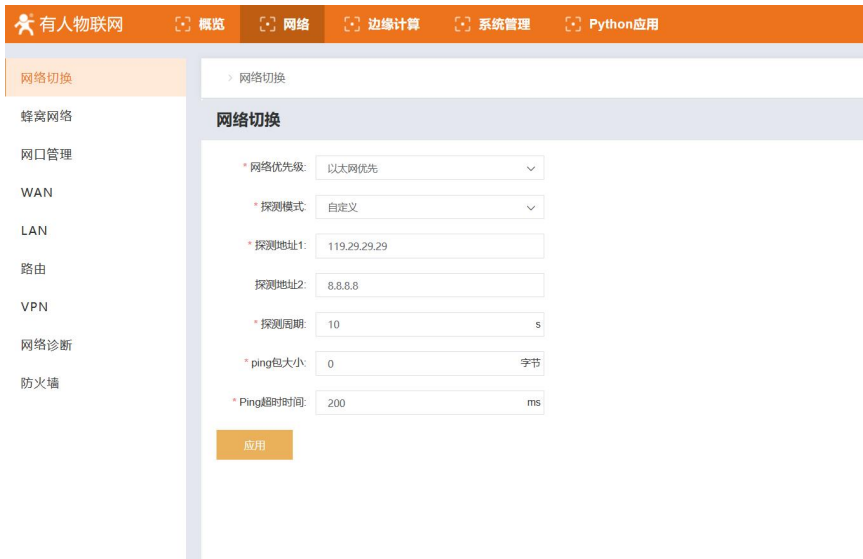 有人物联网 概览 网络 边缘计算 系统管理 Python应用
网络切换
蜂窝网络
网口管理
WAN
LAN
路由
VPN
网络诊断
防火墙
> 网络切换
网络切换
* 网络优先级: 以太网优先
* 探测模式: 自定义
* 探测地址1: 119.29.29.29
探测地址2: 8.8.8.8
* 探测周期: 10 s
* ping包大小: 0 字节
* Ping超时时间: 200 ms
应用